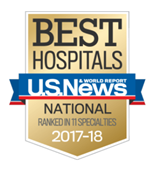 BEST
HOSPITALS
U.S.News
& WORLD REPORT
NATIONAL
RANKED IN 11 SPECIALTIES
2017-18